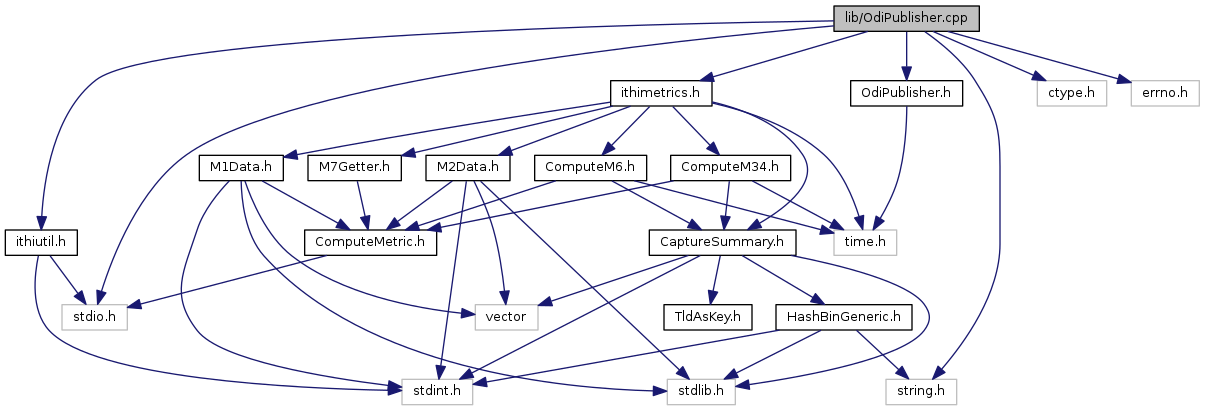 lib/OdiPublisher.cpp
ithimetrics.h
OdiPublisher.h
ctype.h
errno.h
M1Data.h
M7Getter.h
M2Data.h
ComputeM6.h
ComputeM34.h
ithiutil.h
ComputeMetric.h
CaptureSummary.h
time.h
stdio.h
vector
TldAsKey.h
HashBinGeneric.h
stdint.h
stdlib.h
string.h